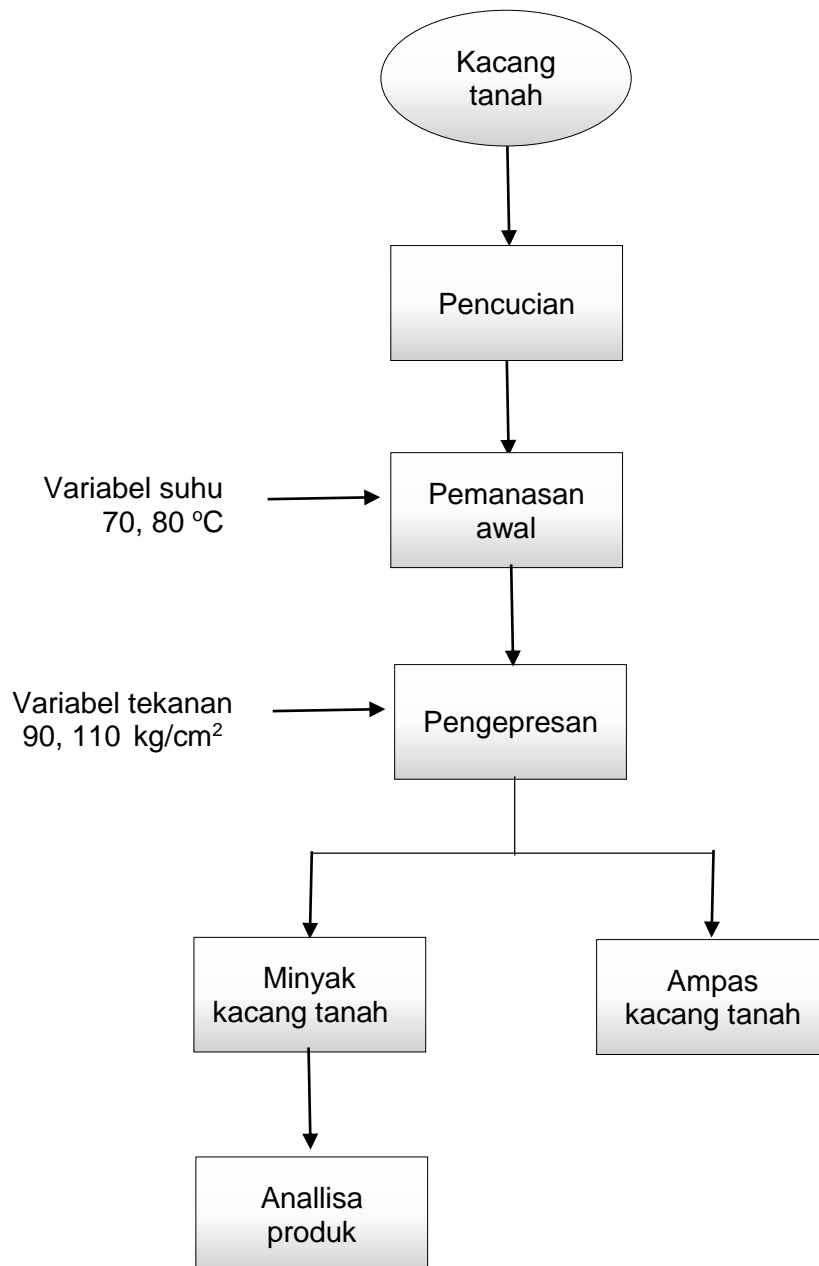 Kacang
tanah
Pencucian
Variabel suhu
70, 80 ºC
Pemanasan
awal
Variabel tekanan
90, 110 kg/cm²
Pengepresan
Minyak
kacang tanah
Ampas
kacang tanah
Anallisa
produk